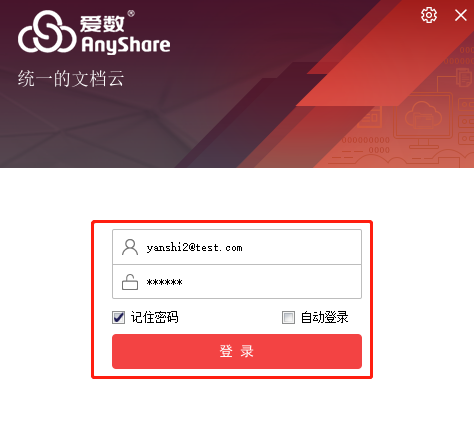 爱数®
AnyShare
统一的文档云
yanshi2@test.com
******
记住密码 自动登录
登 录